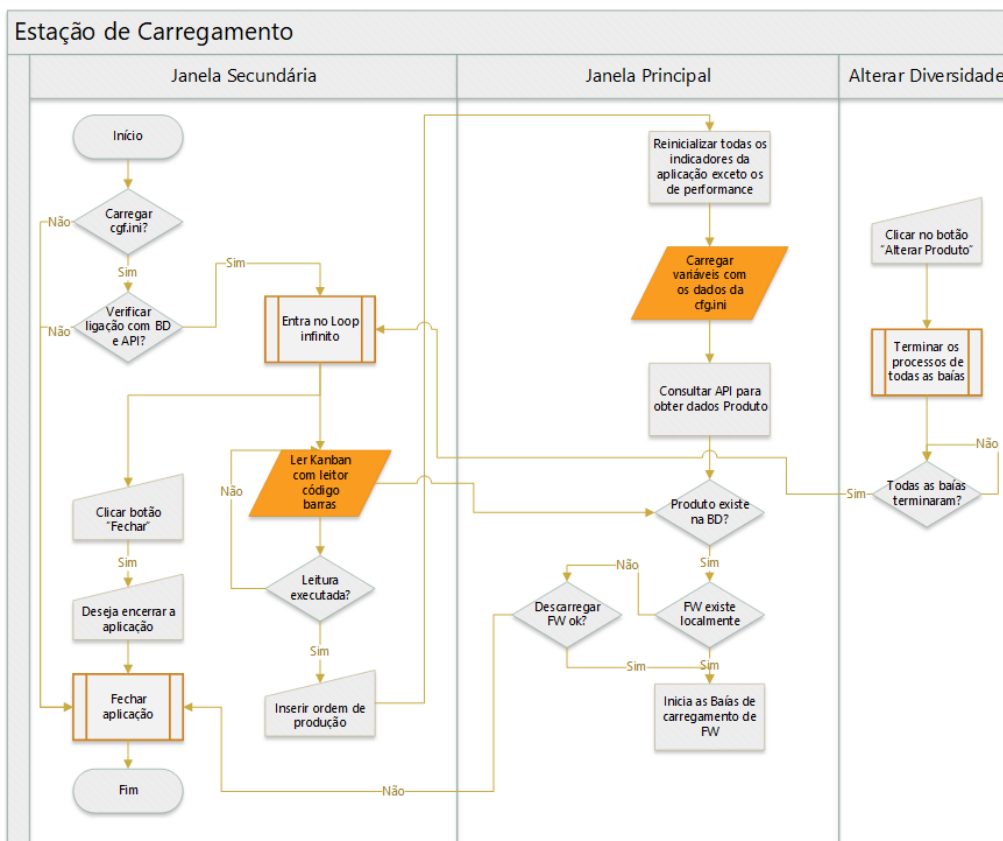 Estação de Carregamento
Janela Secundária
Janela Principal
Alterar Diversidade
Início
Carregar
cgf.ini?
Não
Sim
Verificar
ligação com BD
e API?
Não
Sim
Entra no Loop
infinito
Ler Kanban
com leitor
código
barras
Não
Leitura
executada?
Sim
Inserir ordem de
produção
Clicar botão
"Fechar"
Sim
Deseja encerrar a
aplicação
Fechar
aplicação
Fim
Reinicializar todas os
indicadores da
aplicação exceto os
de performance
Carregar
variáveis com
os dados da
cfg.ini
Consultar API para
obter dados Produto
Produto existe
na BD?
Sim
Não
FW existe
localmente
Descarregar
FW ok?
Sim
Sim
Não
Inicia as Baías de
carregamento de
FW
Clicar no botão
"Alterar Produto"
Terminar os
processos de
todas as baías
Não
Todas as baías
terminaram?
Sim